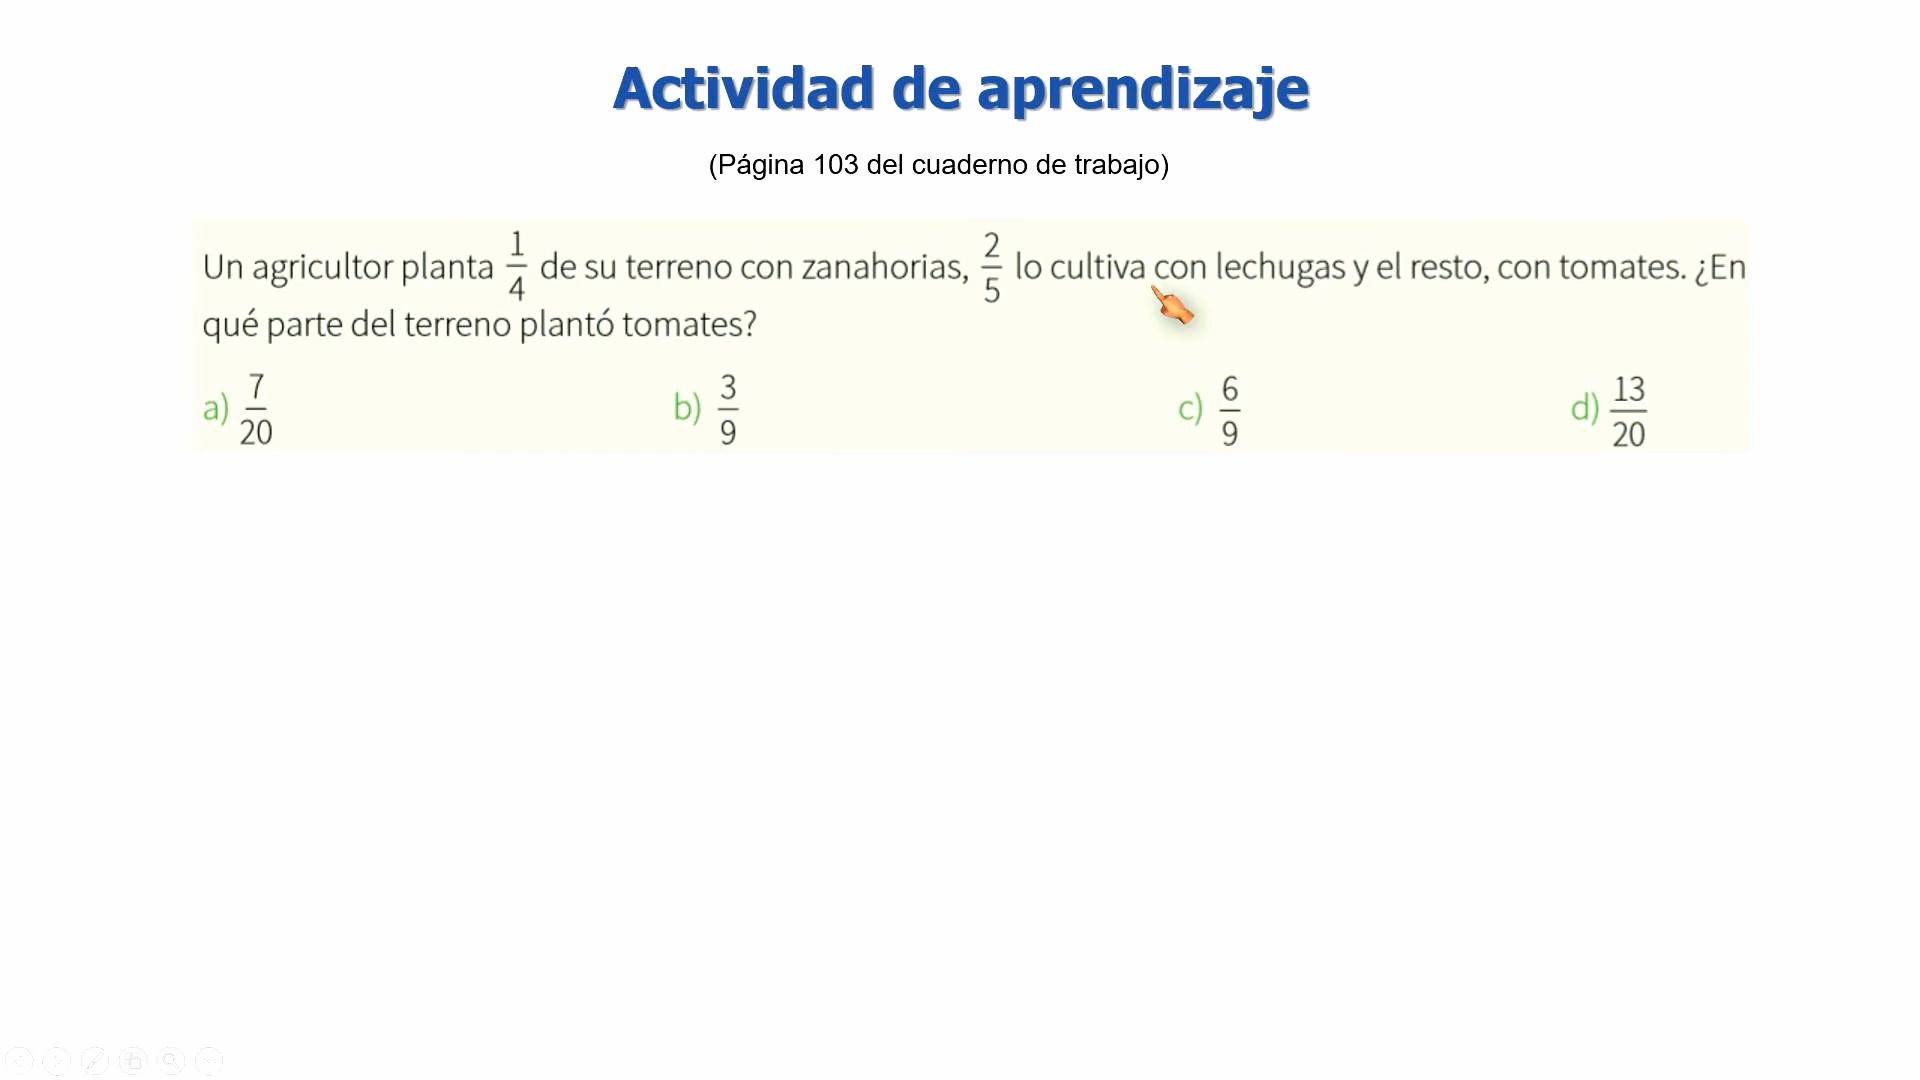 Actividad de aprendizaje
(Página 103 del cuaderno de trabajo)
Un agricultor planta 1/4 de su terreno con zanahorias, 2/5 lo cultiva con lechugas y el resto, con tomates. ¿En
qué parte del terreno plantó tomates?
a) 7/20 b) 3/9 c) 6/9 d) 13/20